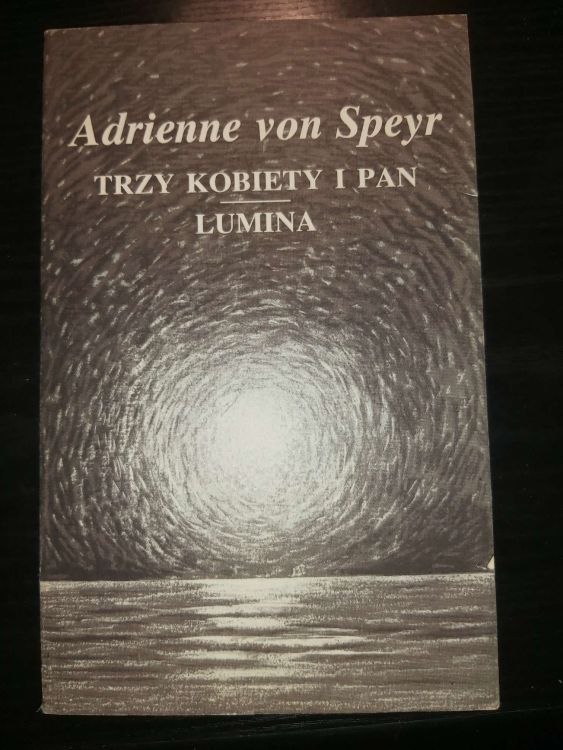 Adrienne von Speyr
TRZY KOBIETY I PAN
LUMINA